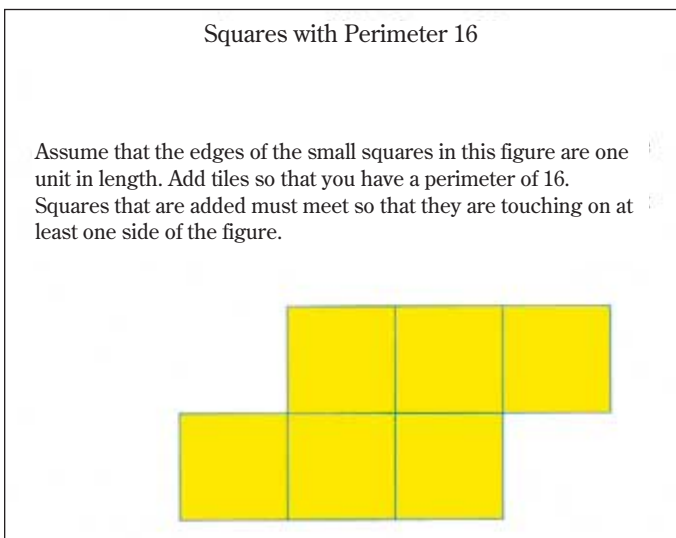 Squares with Perimeter 16
Assume that the edges of the small squares in this figure are one
unit in length. Add tiles so that you have a perimeter of 16.
Squares that are added must meet so that they are touching on at
least one side of the figure.